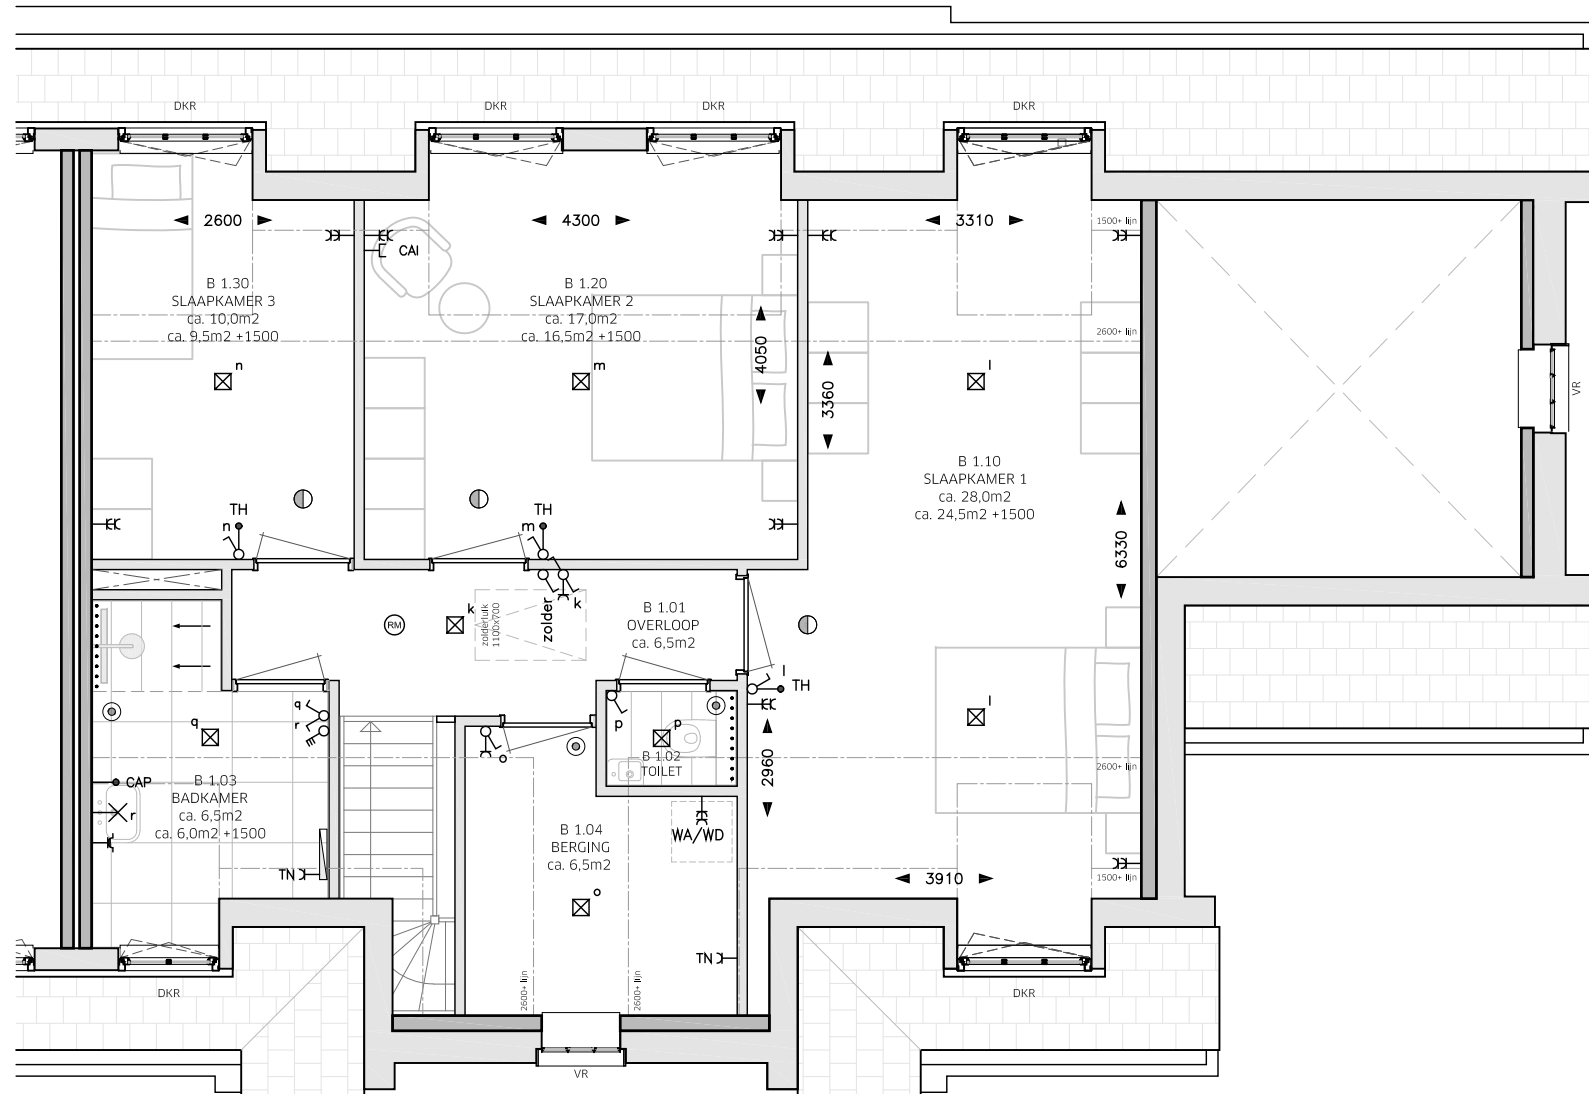 DKR
DKR
DKR
DKR
2600
4300
3310
1500+ lijn
CAI
B 1.30
SLAAPKAMER 3
ca. 10,0m2
ca. 9,5m2 +1500
B 1.20
SLAAPKAMER 2
ca. 17,0m2
ca. 16,5m2 +1500
4050
2600+ lijn
n
m
l
3360
VR
B 1.10
SLAAPKAMER 1
ca. 28,0m2
ca. 24,5m2 +1500
TH
n
TH
m
6330
k
zolderluik
1100x700
zolder
k
RM
B 1.01
OVERLOOP
ca. 6,5m2
l
TH
q
q
r
p
p
l
B 1.02
TOILET
o
2960
2600+ lijn
CAP
r
B 1.03
BADKAMER
ca. 6,5m2
ca. 6,0m2 +1500
B 1.04
BERGING
ca. 6,5m2
WA/WD
TN
o
3910
1500+ lijn
TN
2600+ lijn
2600+ lijn
DKR
DKR
VR